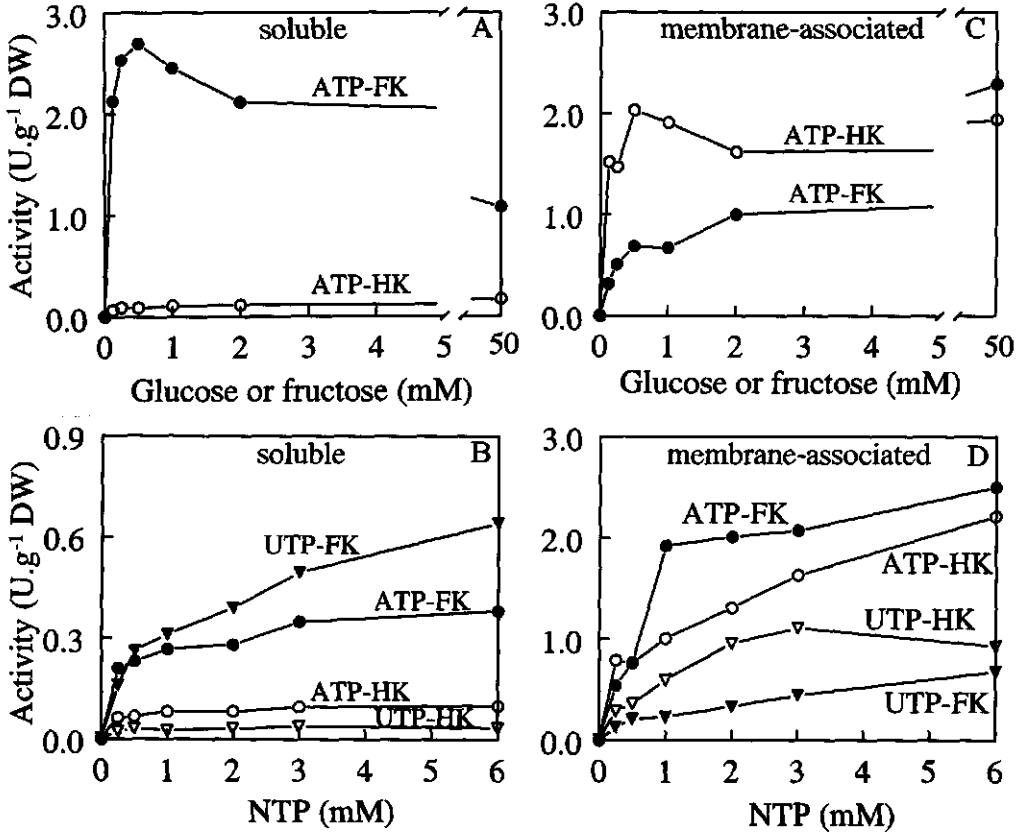 3.0 soluble A
ATP-FK
2.0
1.0
ATP-HK
0.0
0 1 2 3 4 5 50
Glucose or fructose (mM)
Activity (U.g⁻¹ DW)
3.0 membrane-associated C
2.0
ATP-HK
ATP-FK
1.0
0.0
0 1 2 3 4 5 50
Glucose or fructose (mM)
0.9 soluble B
0.6
UTP-FK
ATP-FK
0.3
ATP-HK
UTP-HK
0.0
0 1 2 3 4 5 6
NTP (mM)
Activity (U.g⁻¹ DW)
3.0 membrane-associated D
ATP-FK
2.0
ATP-HK
UTP-HK
1.0
UTP-FK
0.0
0 1 2 3 4 5 6
NTP (mM)